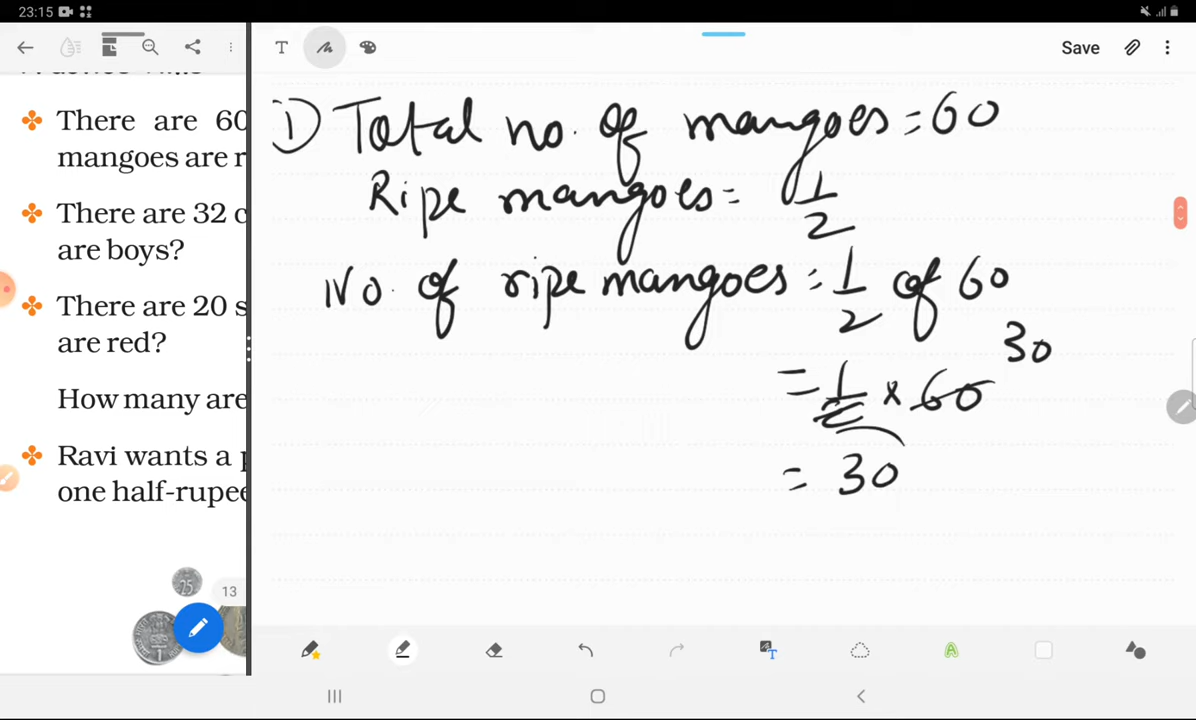 23:15
There are 60
mangoes are r
There are 32 c
are boys?
There are 20 s
are red?
How many are
Ravi wants a p
one half-rupee
25
13
1
T
Save
1) Total no. of mangoes = 60
Ripe mangoes = 1/2
No. of ripe mangoes = 1/2 of 60
30
= 1/2 × 60
= 30
T
A